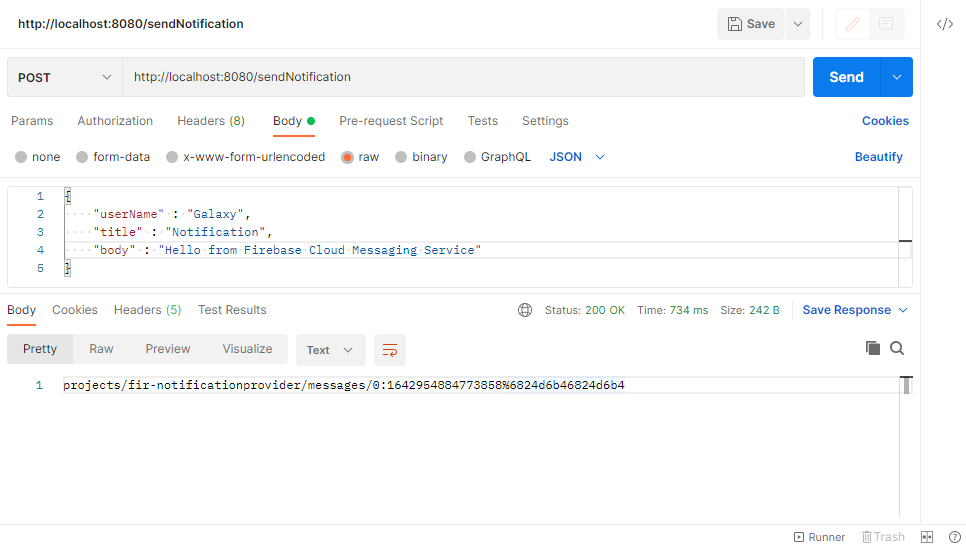 http://localhost:8080/sendNotification
Save
</>
POST
http://localhost:8080/sendNotification
Send
Params Authorization Headers (8) Body Pre-request Script Tests Settings Cookies
none form-data x-www-form-urlencoded raw binary GraphQL JSON Beautify
1 {
2 "userName" : "Galaxy",
3 "title" : "Notification",
4 "body" : "Hello from Firebase Cloud Messaging Service"
5 }
Body Cookies Headers (5) Test Results Status: 200 OK Time: 734 ms Size: 242 B Save Response
Pretty Raw Preview Visualize Text
1 projects/fir-notificationprovider/messages/0:1642954884773858%6824d6b46824d6b4
Runner Trash